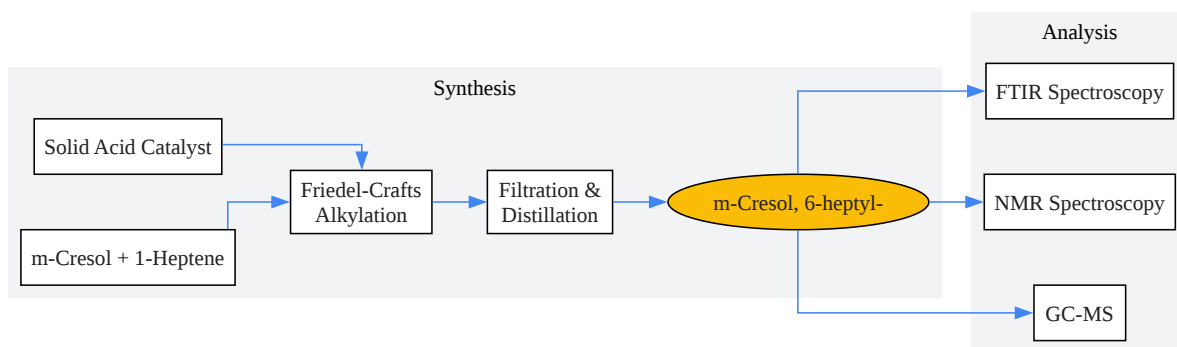 Synthesis
Solid Acid Catalyst
m-Cresol + 1-Heptene
Friedel-Crafts
Alkylation
Filtration &
Distillation
m-Cresol, 6-heptyl-
Analysis
FTIR Spectroscopy
NMR Spectroscopy
GC-MS